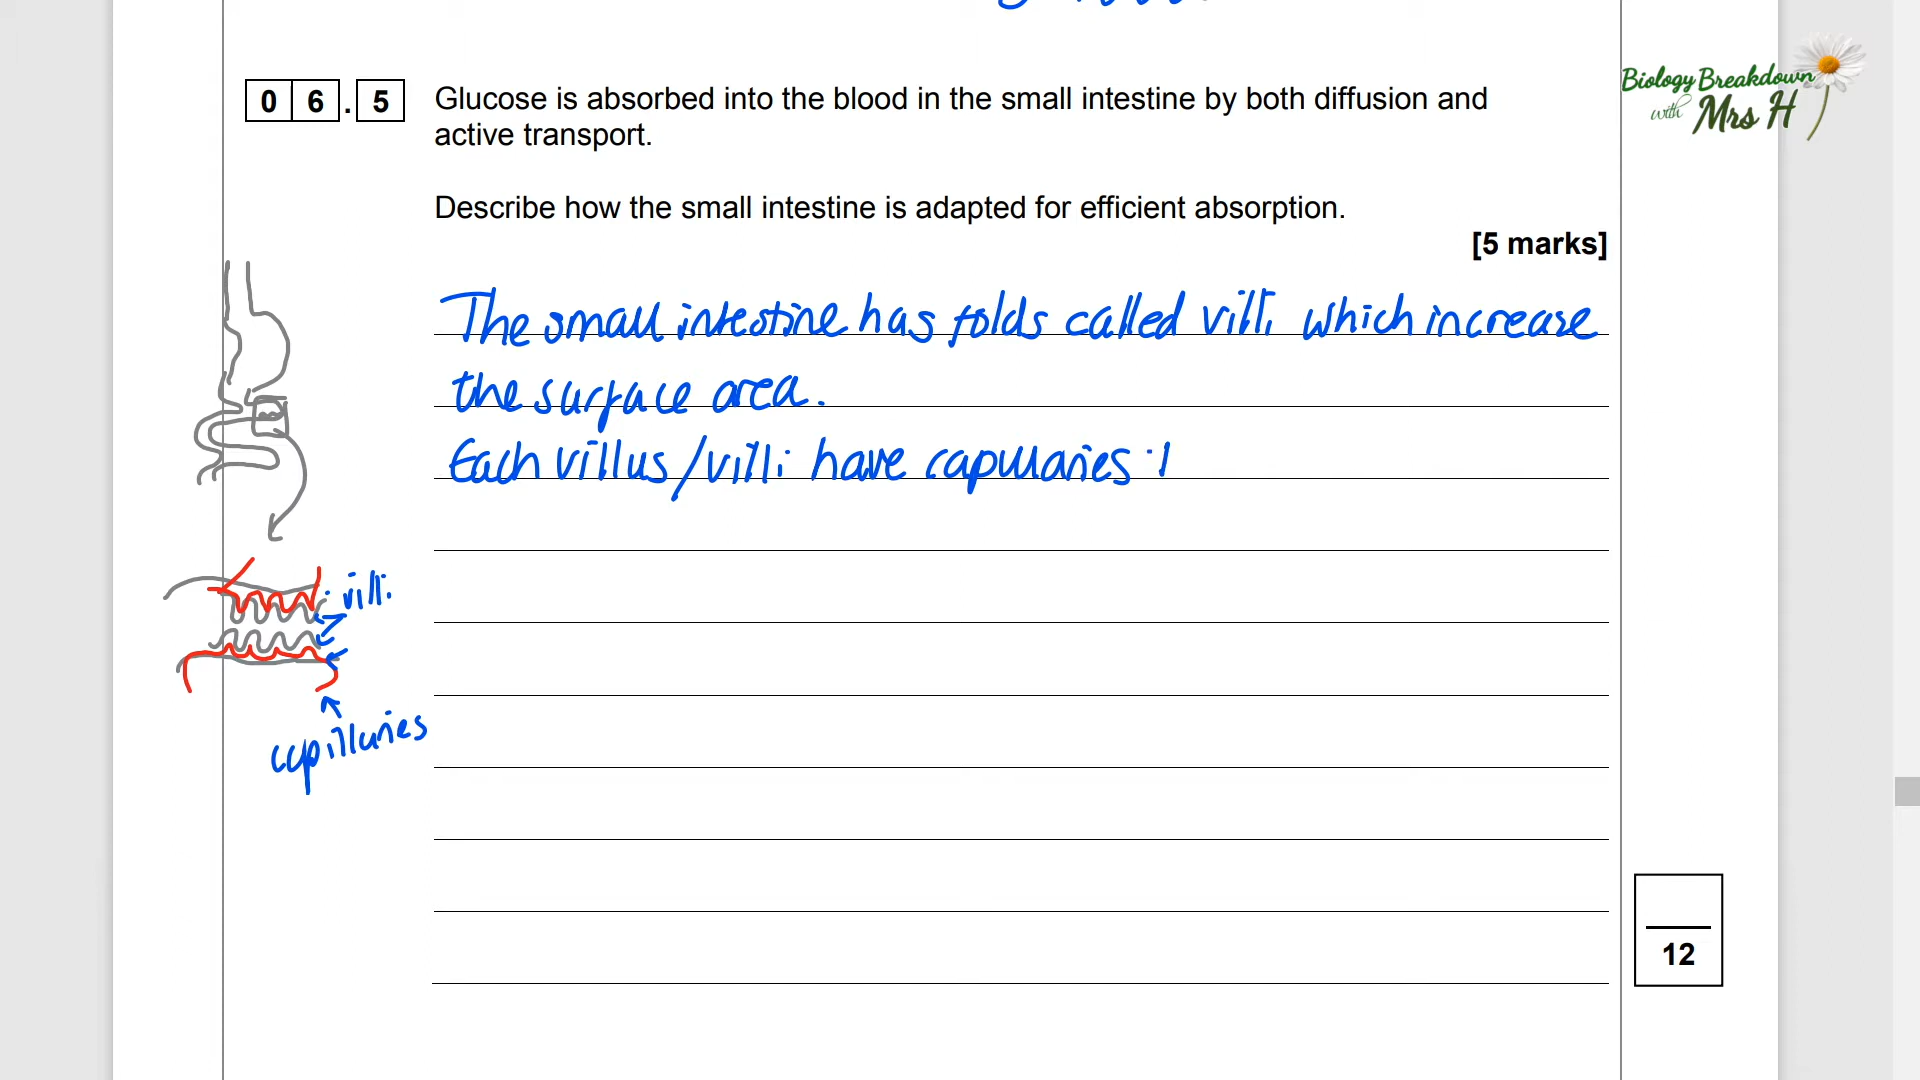 06.5 Glucose is absorbed into the blood in the small intestine by both diffusion and
active transport.
Describe how the small intestine is adapted for efficient absorption.
[5 marks]
The small intestine has folds called villi which increase
the surface area.
Each villus/villi have capillaries
villi
capillaries
12
Biology Breakdown
with Mrs H